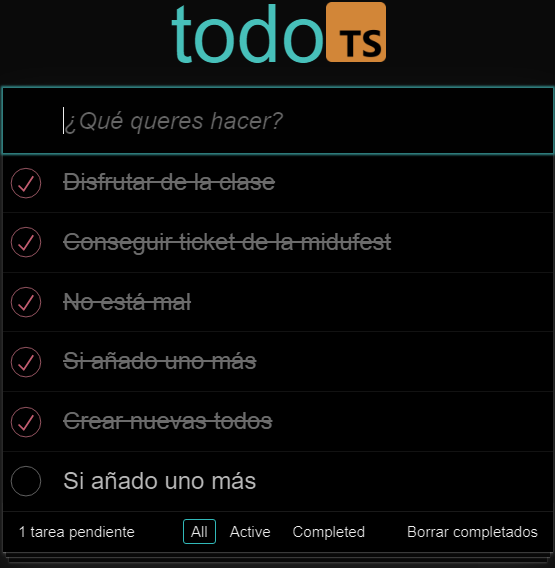 todo TS
¿Qué queres hacer?
Disfrutar de la clase
Conseguir ticket de la midufest
No está mal
Si añado uno más
Crear nuevas todos
Si añado uno más
1 tarea pendiente All Active Completed Borrar completados